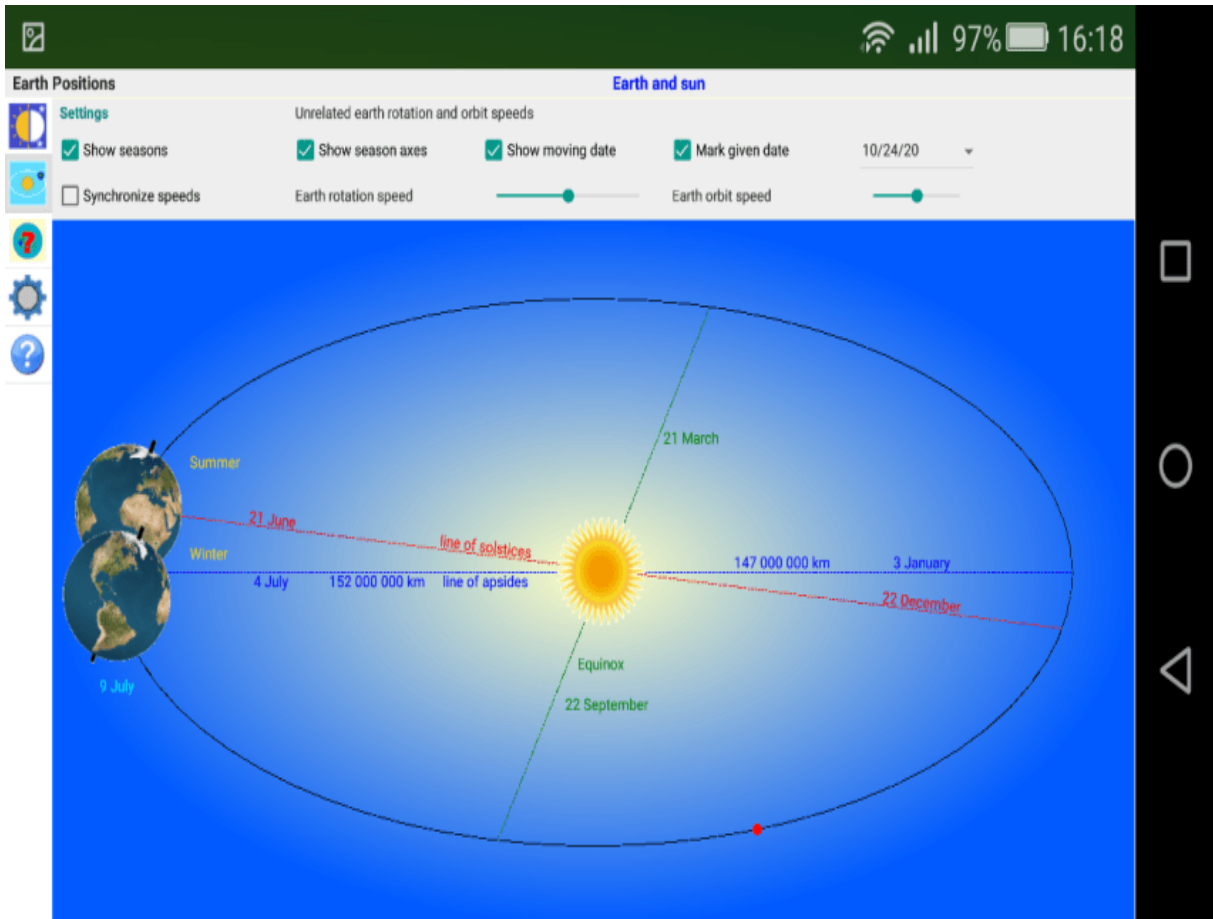 97% 16:18
Earth Positions Earth and sun
Settings Unrelated earth rotation and orbit speeds
Show seasons Show season axes Show moving date Mark given date 10/24/20
Synchronize speeds Earth rotation speed Earth orbit speed
21 March
Summer
21 June
line of solstices
Winter
147 000 000 km 3 January
4 July 152 000 000 km line of apsides
22 December
Equinox
9 July
22 September